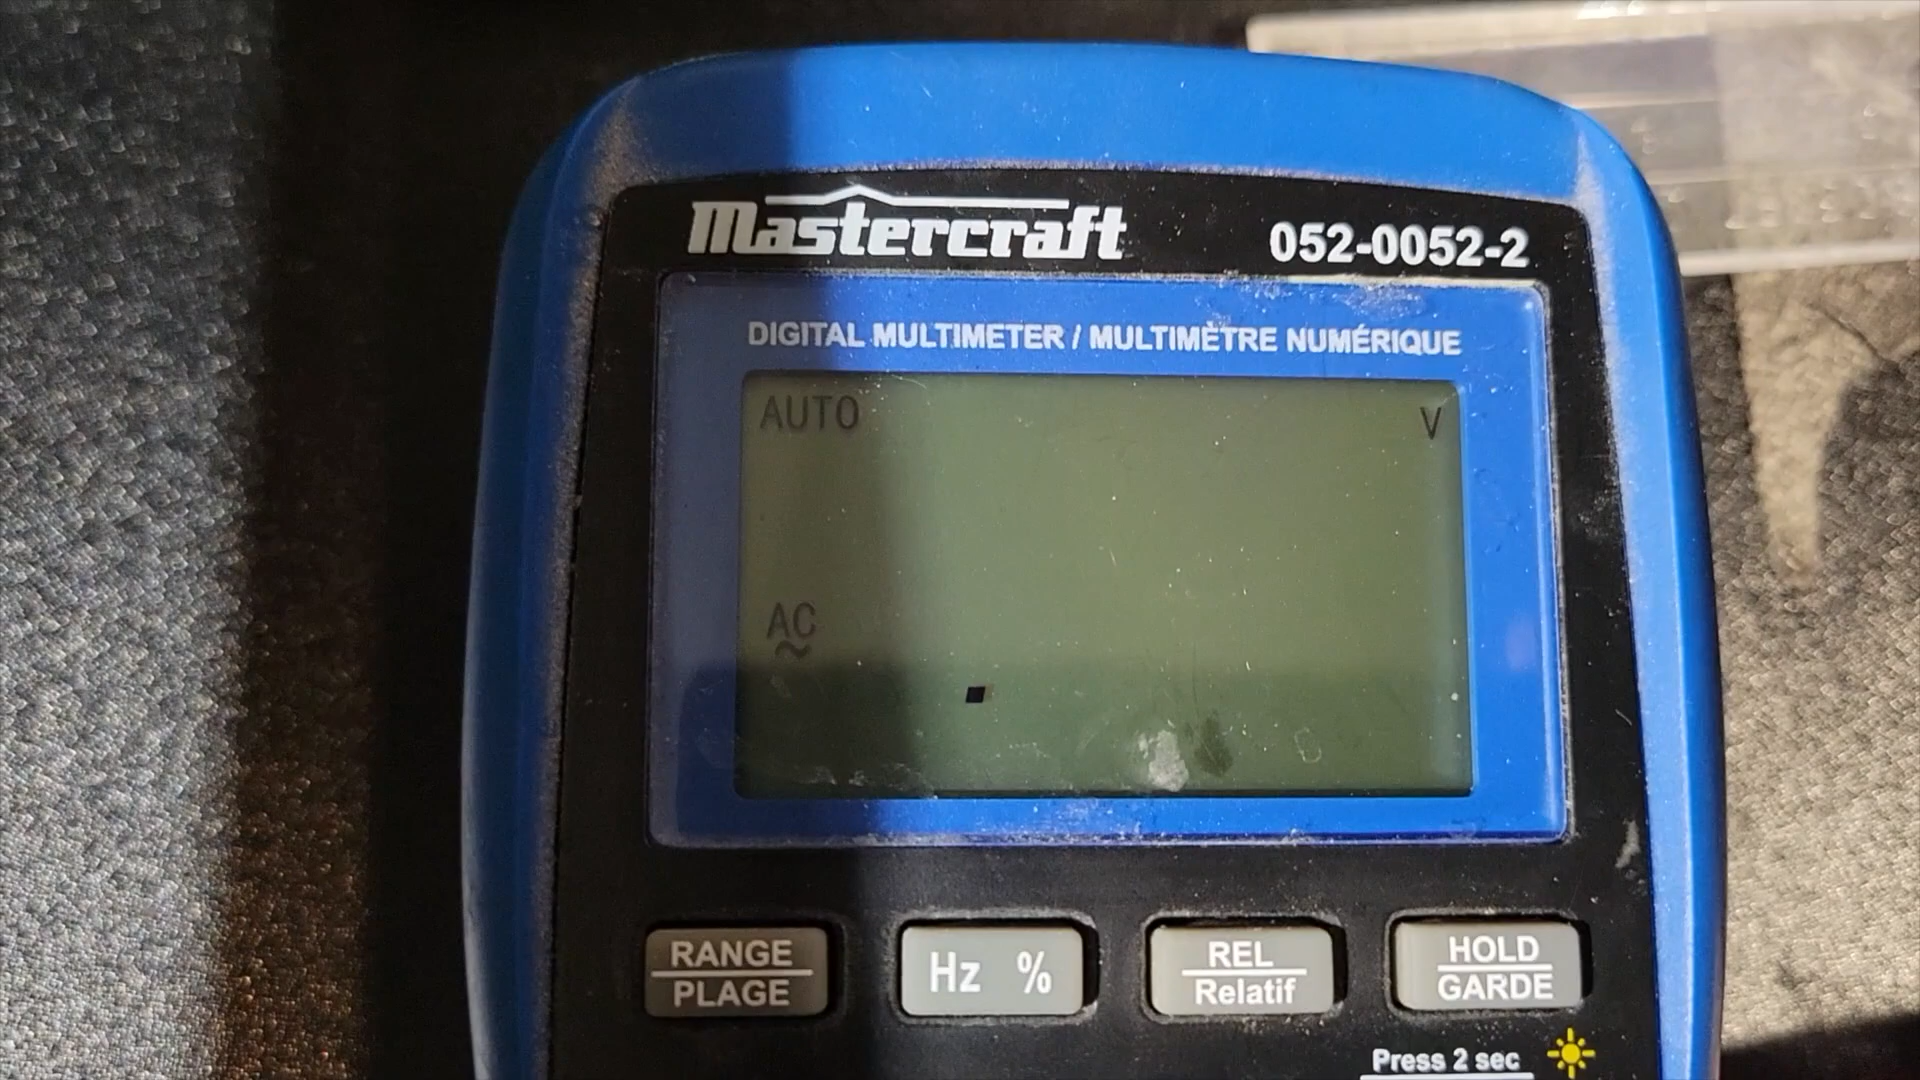 Mastercraft 052-0052-2
DIGITAL MULTIMETER / MULTIMÈTRE NUMÉRIQUE
AUTO V
AC
~
.
RANGE Hz % REL HOLD
PLAGE Relatif GARDE
Press 2 sec